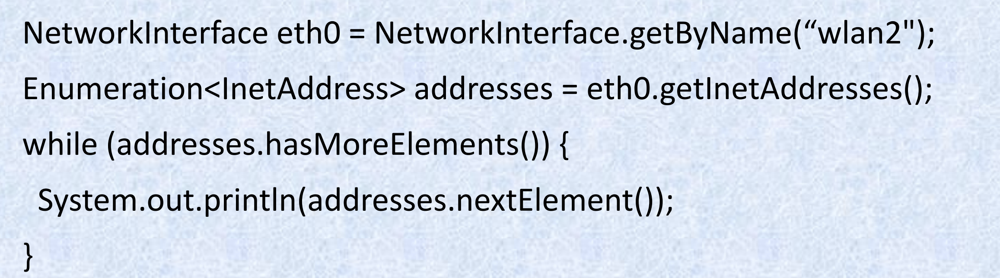 NetworkInterface eth0 = NetworkInterface.getByName(“wlan2");
Enumeration<InetAddress> addresses = eth0.getInetAddresses();
while (addresses.hasMoreElements()) {
System.out.println(addresses.nextElement());
}